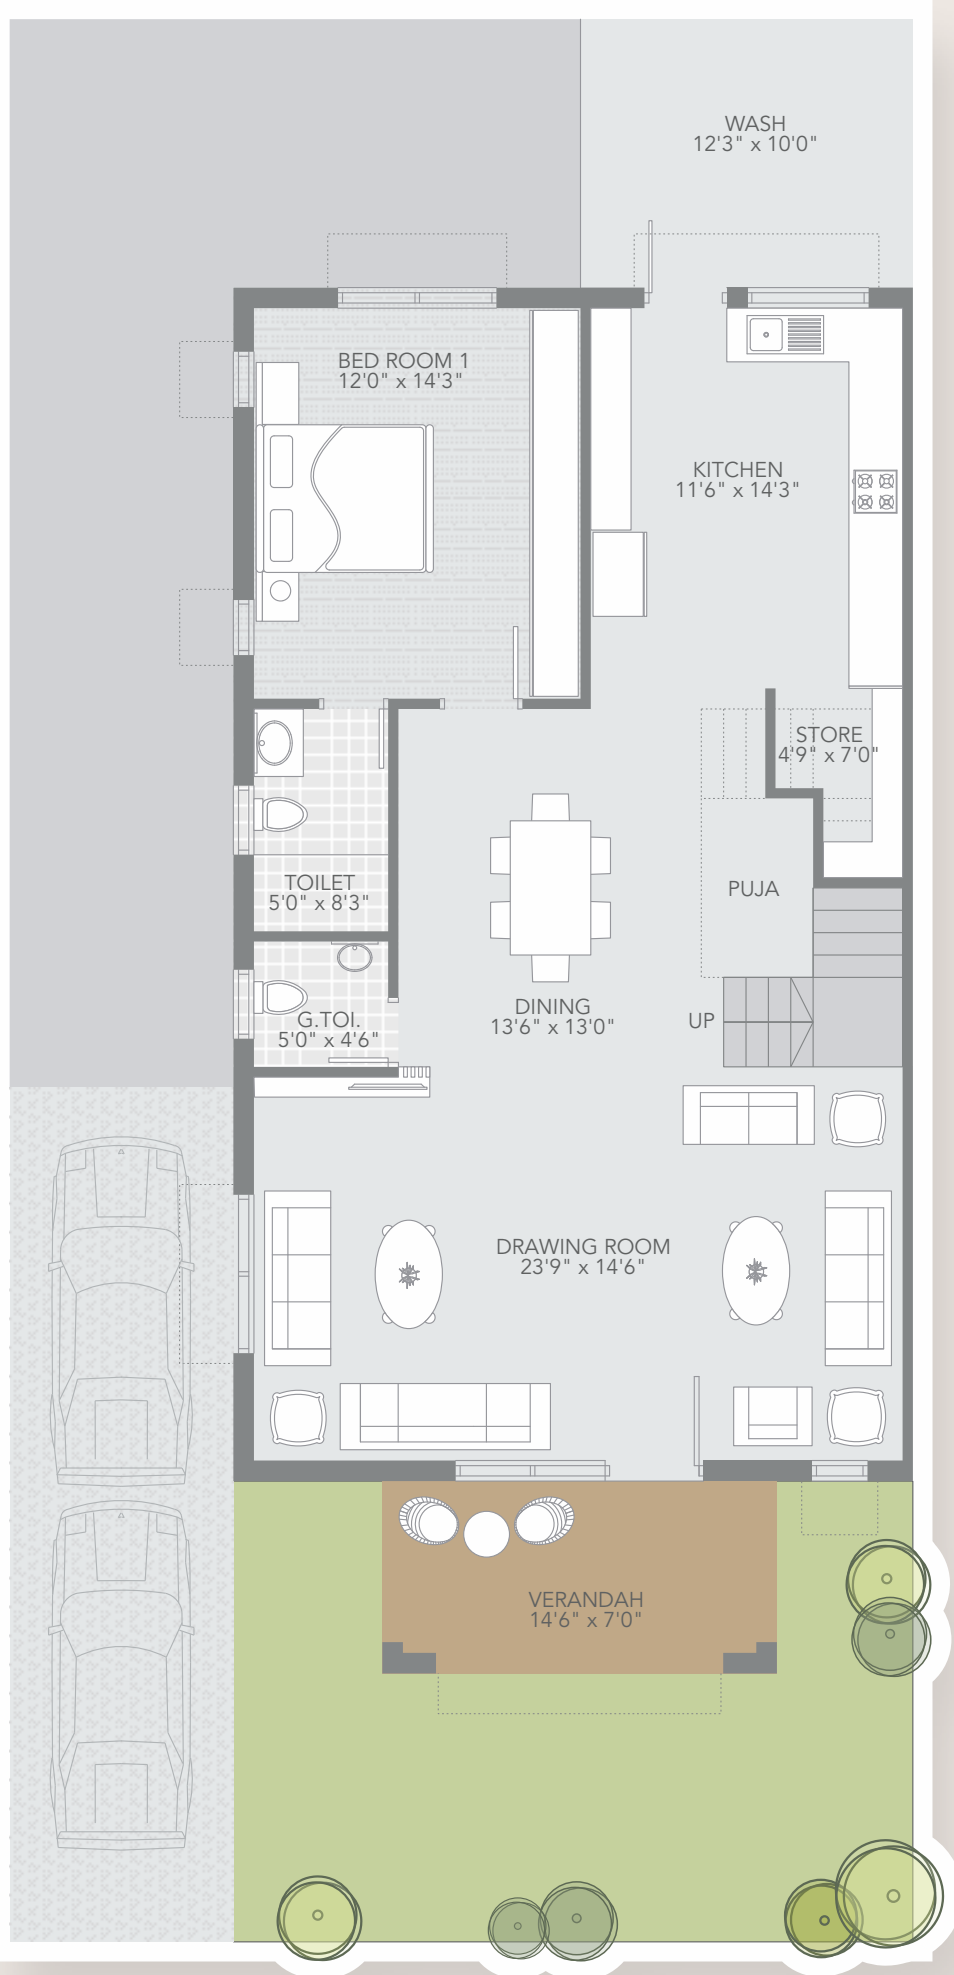 WASH
12'3" x 10'0"
BED ROOM 1
12'0" x 14'3"
KITCHEN
11'6" x 14'3"
STORE
4'9" x 7'0"
TOILET
5'0" x 8'3"
PUJA
DINING
13'6" x 13'0"
UP
G.TOI.
5'0" x 4'6"
DRAWING ROOM
23'9" x 14'6"
VERANDAH
14'6" x 7'0"